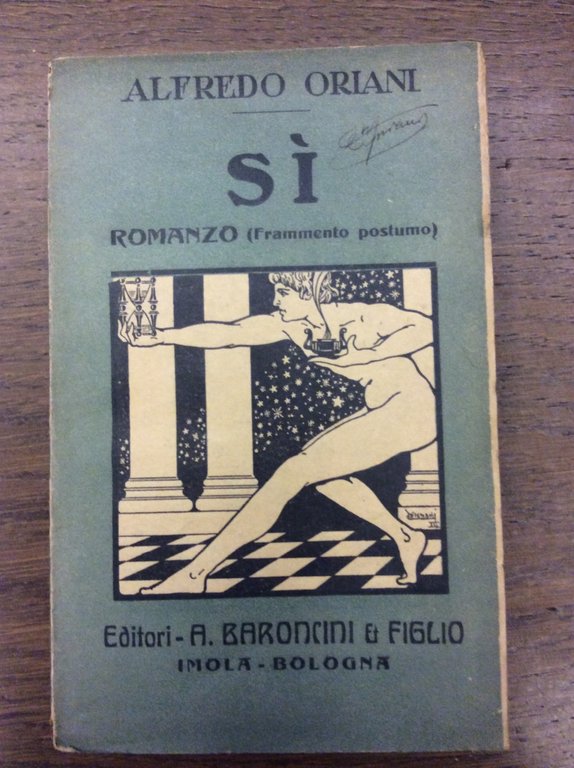 ALFREDO ORIANI
SÌ
ROMANZO (Frammento postumo)
Editori - A. BARONCINI & FIGLIO
IMOLA - BOLOGNA